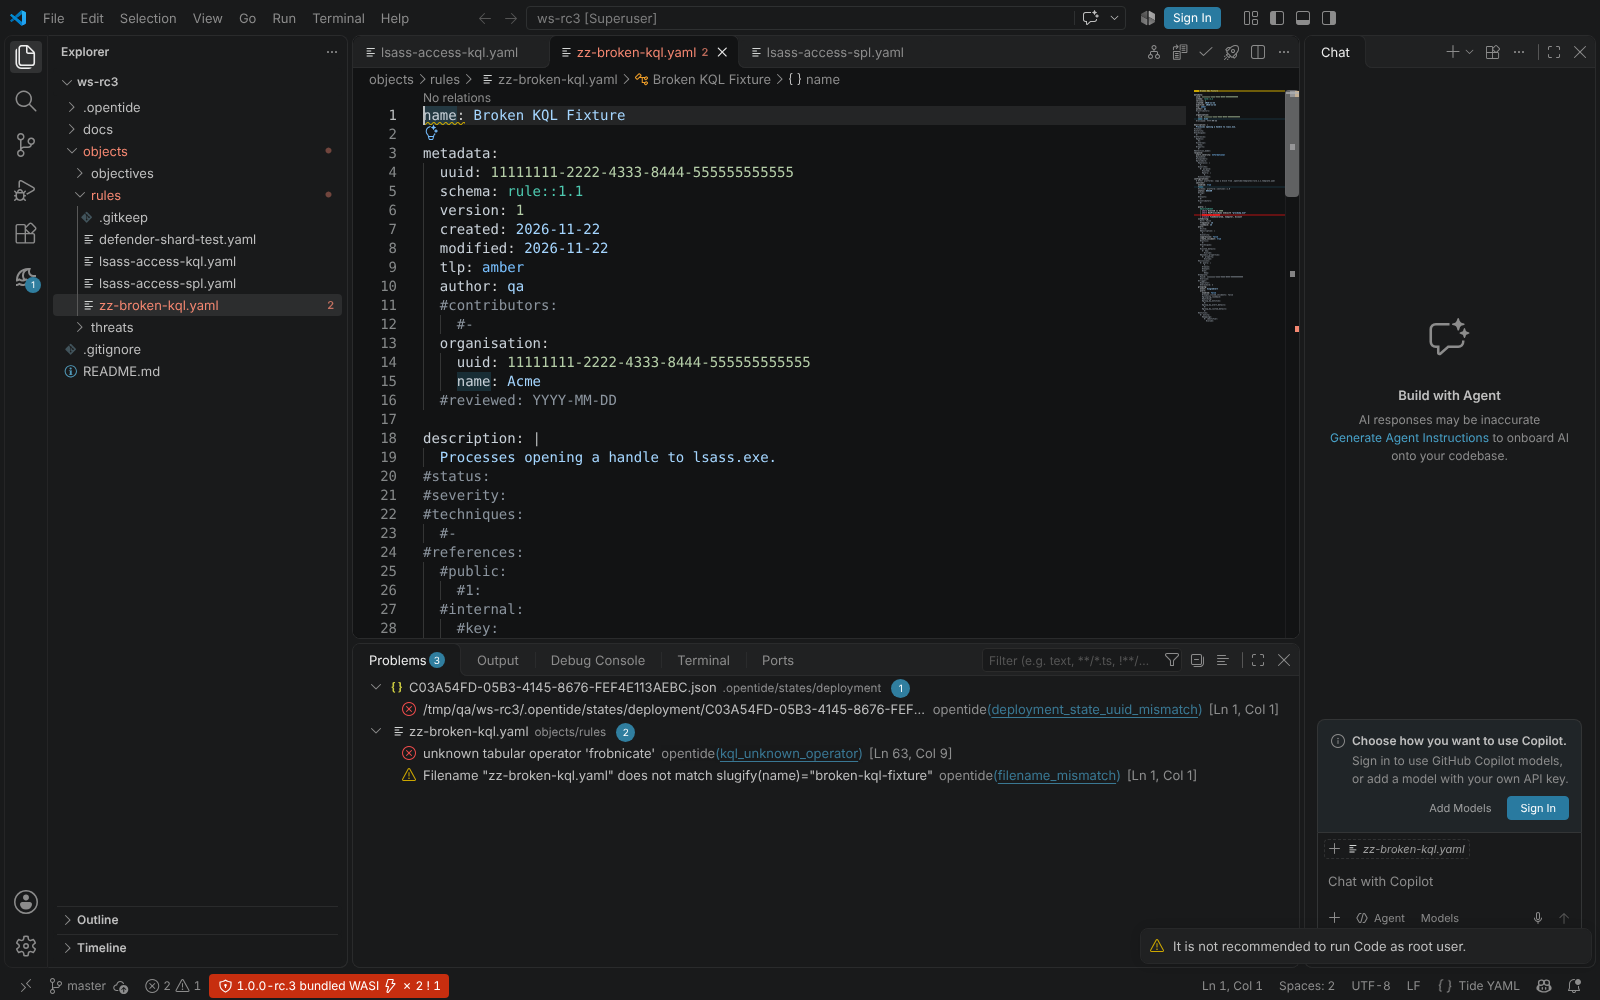 File Edit Selection View Go Run Terminal Help
ws-rc3 [Superuser]
Sign In
Explorer
ws-rc3
.opentide
docs
objects
objectives
rules
.gitkeep
defender-shard-test.yaml
lsass-access-kql.yaml
lsass-access-spl.yaml
zz-broken-kql.yaml 2
threats
.gitignore
README.md
Outline
Timeline
1
lsass-access-kql.yaml
zz-broken-kql.yaml 2
lsass-access-spl.yaml
objects > rules > zz-broken-kql.yaml > Broken KQL Fixture > {} name
No relations
1 name: Broken KQL Fixture
2
3 metadata:
4 uuid: 11111111-2222-4333-8444-555555555555
5 schema: rule::1.1
6 version: 1
7 created: 2026-11-22
8 modified: 2026-11-22
9 tlp: amber
10 author: qa
11 #contributors:
12 #-
13 organisation:
14 uuid: 11111111-2222-4333-8444-555555555555
15 name: Acme
16 #reviewed: YYYY-MM-DD
17
18 description: |
19 Processes opening a handle to lsass.exe.
20 #status:
21 #severity:
22 #techniques:
23 #-
24 #references:
25 #public:
26 #1:
27 #internal:
28 #key:
Problems 3 Output Debug Console Terminal Ports
Filter (e.g. text, **/*.ts, !**/...
{} C03A54FD-05B3-4145-8676-FEF4E113AEBC.json .opentide/states/deployment 1
/tmp/qa/ws-rc3/.opentide/states/deployment/C03A54FD-05B3-4145-8676-FEF... opentide(deployment_state_uuid_mismatch) [Ln 1, Col 1]
zz-broken-kql.yaml objects/rules 2
unknown tabular operator 'frobnicate' opentide(kql_unknown_operator) [Ln 63, Col 9]
Filename "zz-broken-kql.yaml" does not match slugify(name)="broken-kql-fixture" opentide(filename_mismatch) [Ln 1, Col 1]
Chat
Build with Agent
AI responses may be inaccurate
Generate Agent Instructions to onboard AI
onto your codebase.
Choose how you want to use Copilot.
Sign in to use GitHub Copilot models,
or add a model with your own API key.
Add Models Sign In
zz-broken-kql.yaml
Chat with Copilot
Agent Models
It is not recommended to run Code as root user.
master 2 1 1.0.0-rc.3 bundled WASI × 2 ! 1 Ln 1, Col 1 Spaces: 2 UTF-8 LF {} Tide YAML